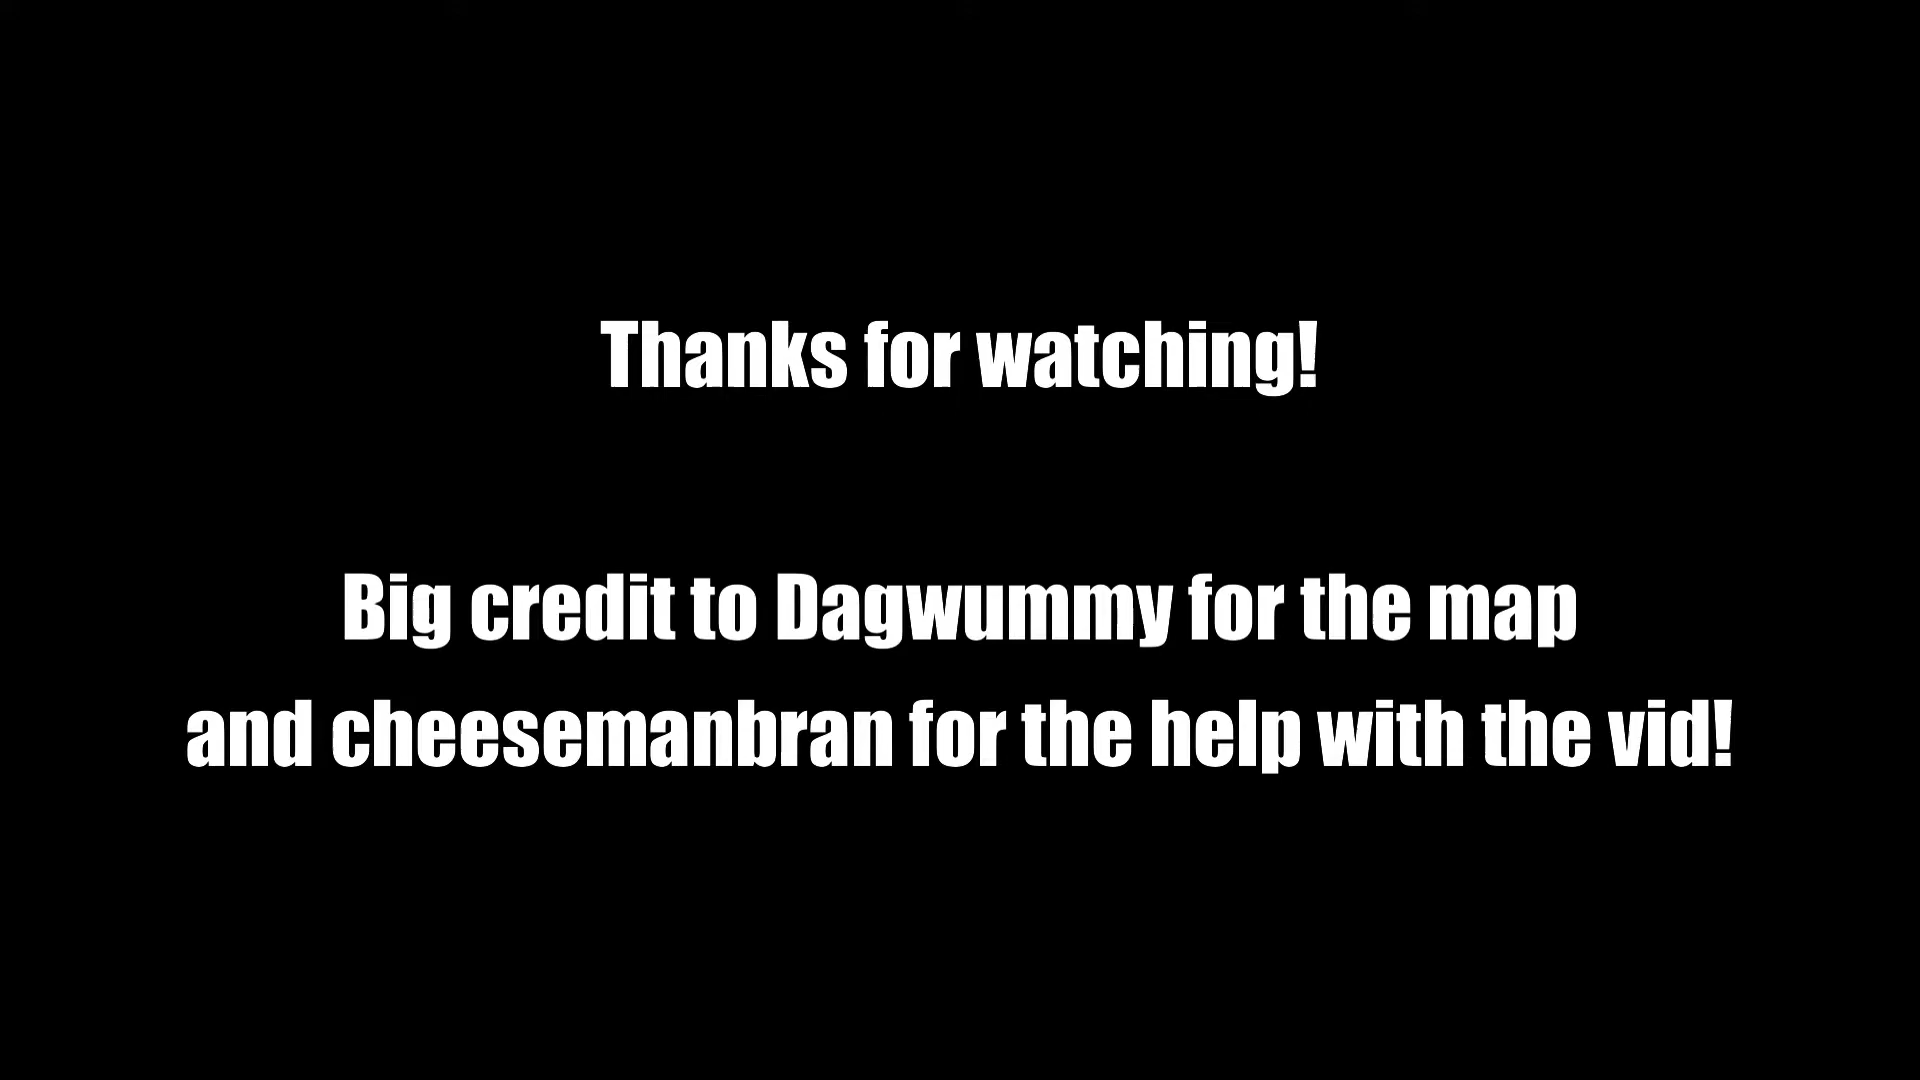 Thanks for watching!
Big credit to Dagwummy for the map
and cheesemanbran for the help with the vid!